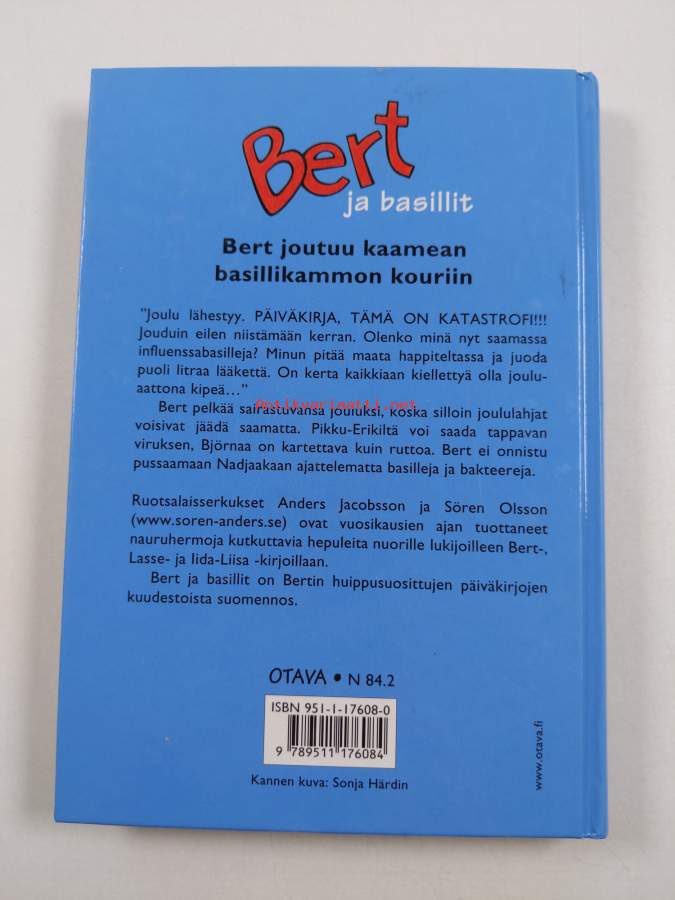 Bert
ja basillit
Bert joutuu kaamean
basillikammon kouriin
"Joulu lähestyy. PÄIVÄKIRJA, TÄMÄ ON KATASTROFI!!!
Jouduin eilen niistämään kerran. Olenko minä nyt saamassa
influenssabasilleja? Minun pitää maata happiteltassa ja juoda
puoli litraa lääkettä. On kerta kaikkiaan kiellettyä olla joulu-
aattona kipeä..."
Antikvariaatti.net
Bert pelkää sairastuvansa jouluksi, koska silloin joululahjat
voisivat jäädä saamatta. Pikku-Erikiltä voi saada tappavan
viruksen, Björnaa on kartettava kuin ruttoa. Bert ei onnistu
pussaamaan Nadjaakaan ajattelematta basilleja ja bakteereja.
Ruotsalaisserkukset Anders Jacobsson ja Sören Olsson
(www.soren-anders.se) ovat vuosikausien ajan tuottaneet
nauruhermoja kutkuttavia hepuleita nuorille lukijoilleen Bert-,
Lasse- ja Iida-Liisa -kirjoillaan.
Bert ja basillit on Bertin huippusuosittujen päiväkirjojen
kuudestoista suomennos.
OTAVA • N 84.2
ISBN 951-1-17608-0
9 789511 176084
Kannen kuva: Sonja Härdin
www.otava.fi